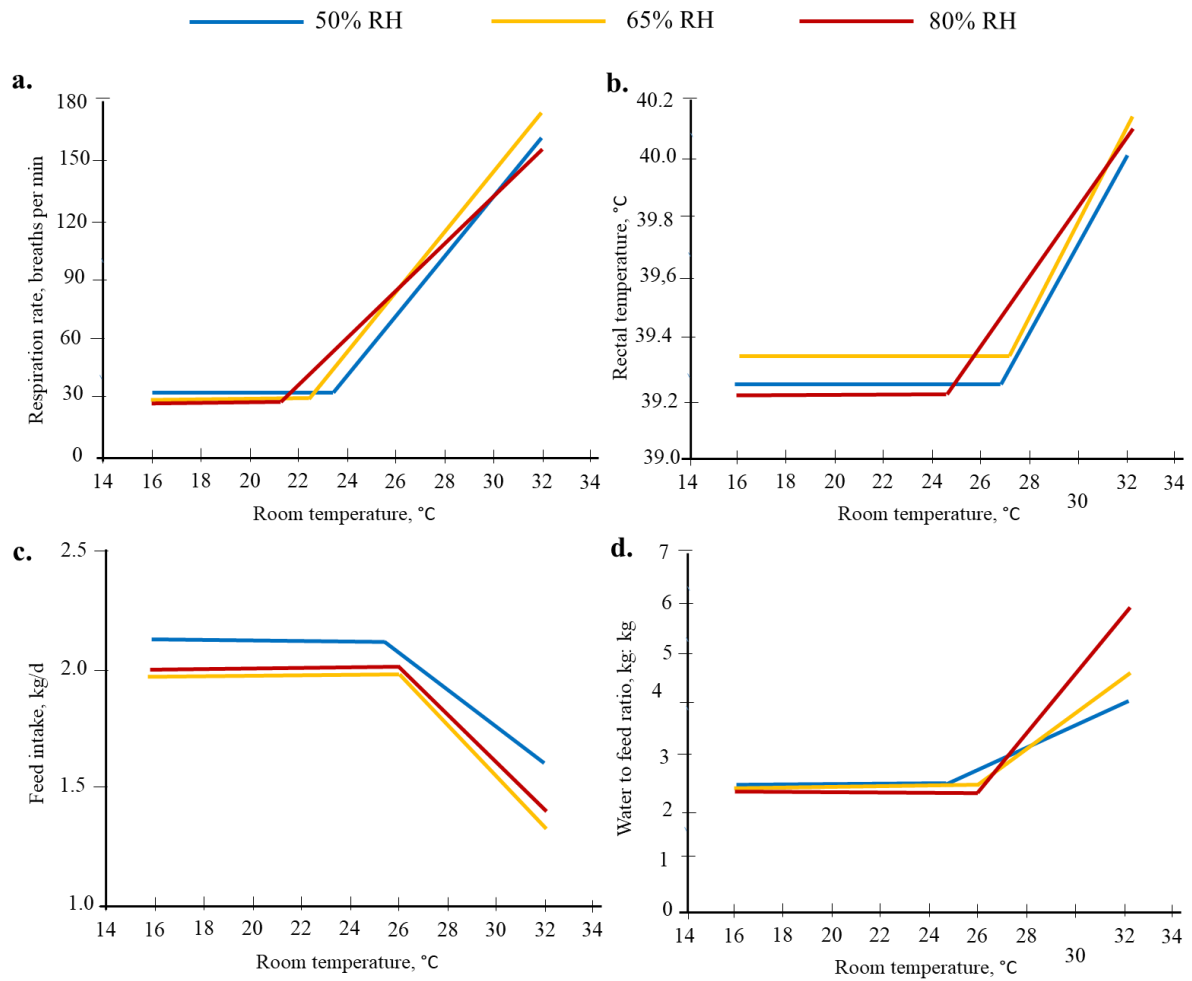 50% RH 65% RH 80% RH
a.
180
150
120
90
60
30
0
Respiration rate, breaths per min
14 16 18 20 22 24 26 28 30 32 34
Room temperature, °C
b.
40.2
40.0
39.8
39,6
39.4
39.2
39.0
Rectal temperature, °C
14 16 18 20 22 24 26 28 30 32 34
Room temperature, °C
c.
2.5
2.0
1.5
1.0
Feed intake, kg/d
14 16 18 20 22 24 26 28 30 32 34
Room temperature, °C
d.
7
6
5
4
3
2
1
0
Water to feed ratio, kg: kg
14 16 18 20 22 24 26 28 30 32 34
Room temperature, °C